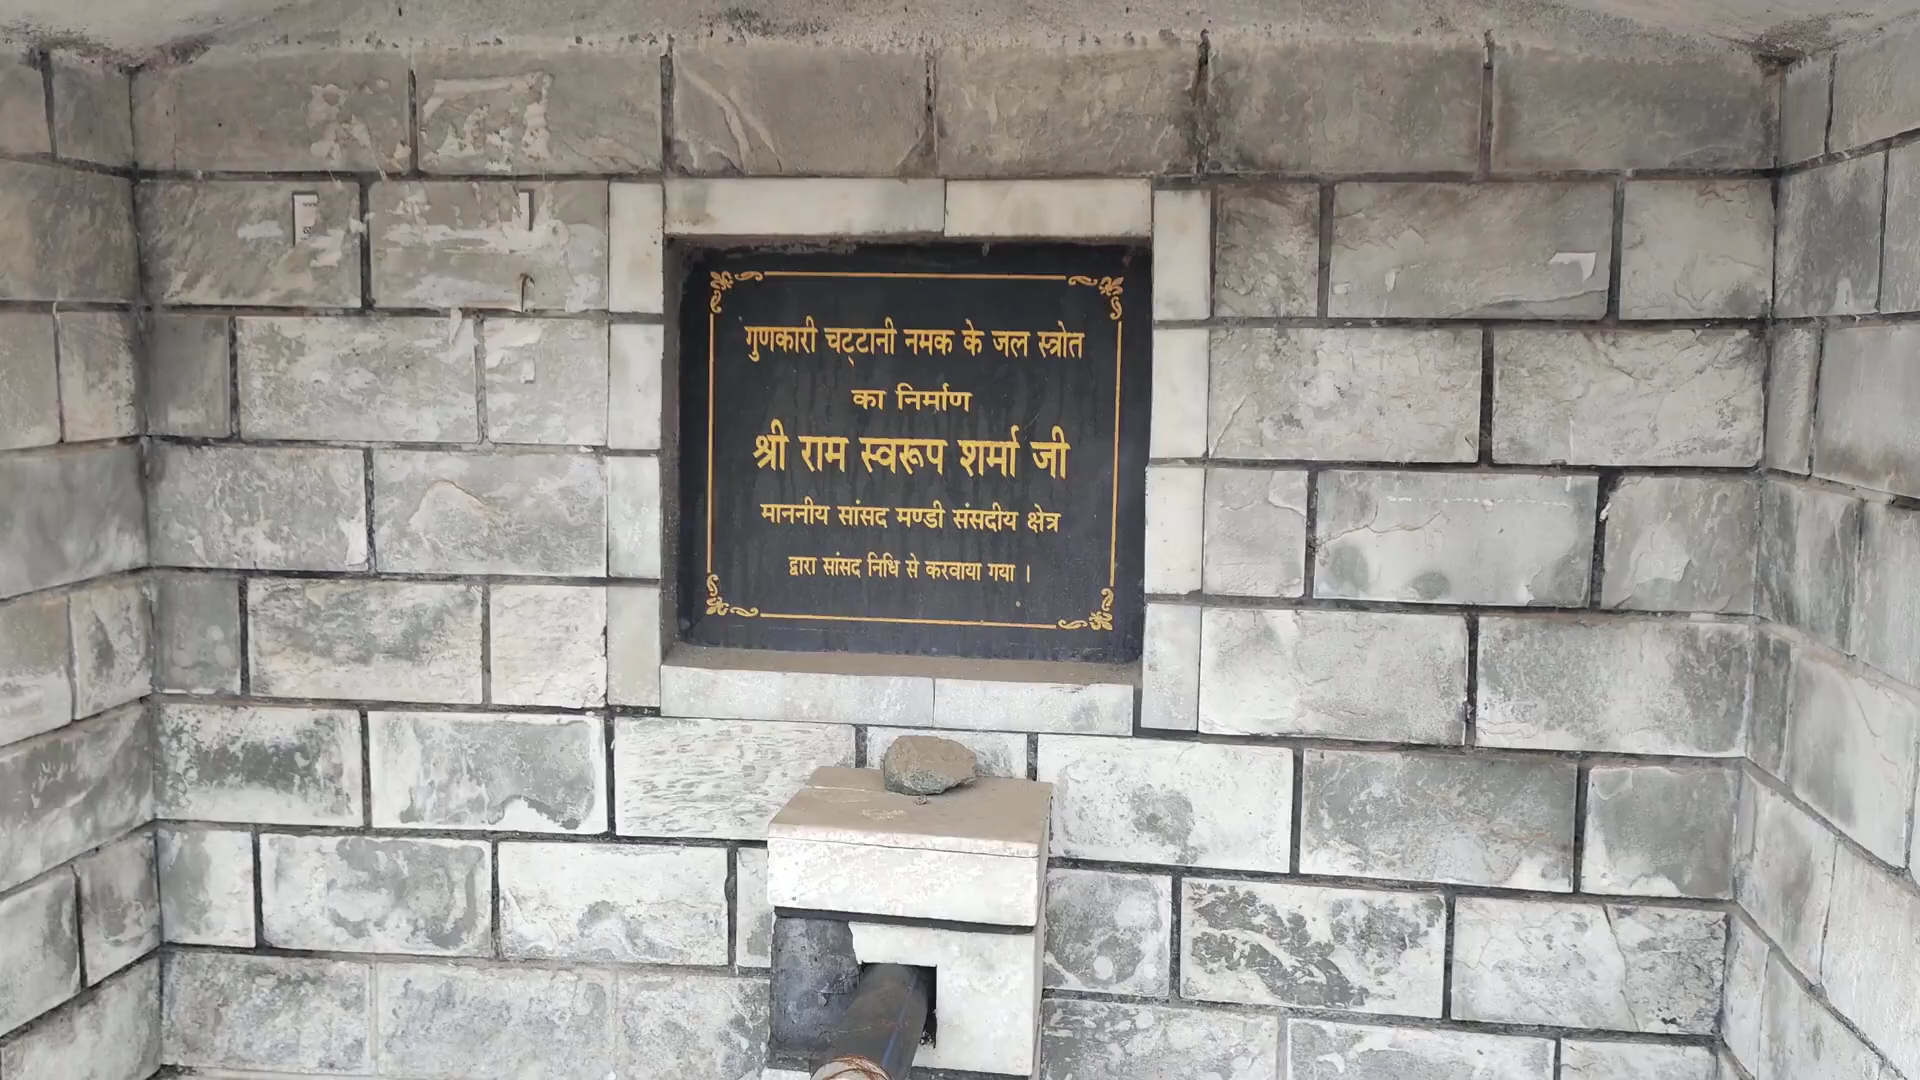 गुणकारी चट्टानी नमक के जल स्त्रोत
का निर्माण
श्री राम स्वरूप शर्मा जी
माननीय सांसद मण्डी संसदीय क्षेत्र
द्वारा सांसद निधि से करवाया गया ।